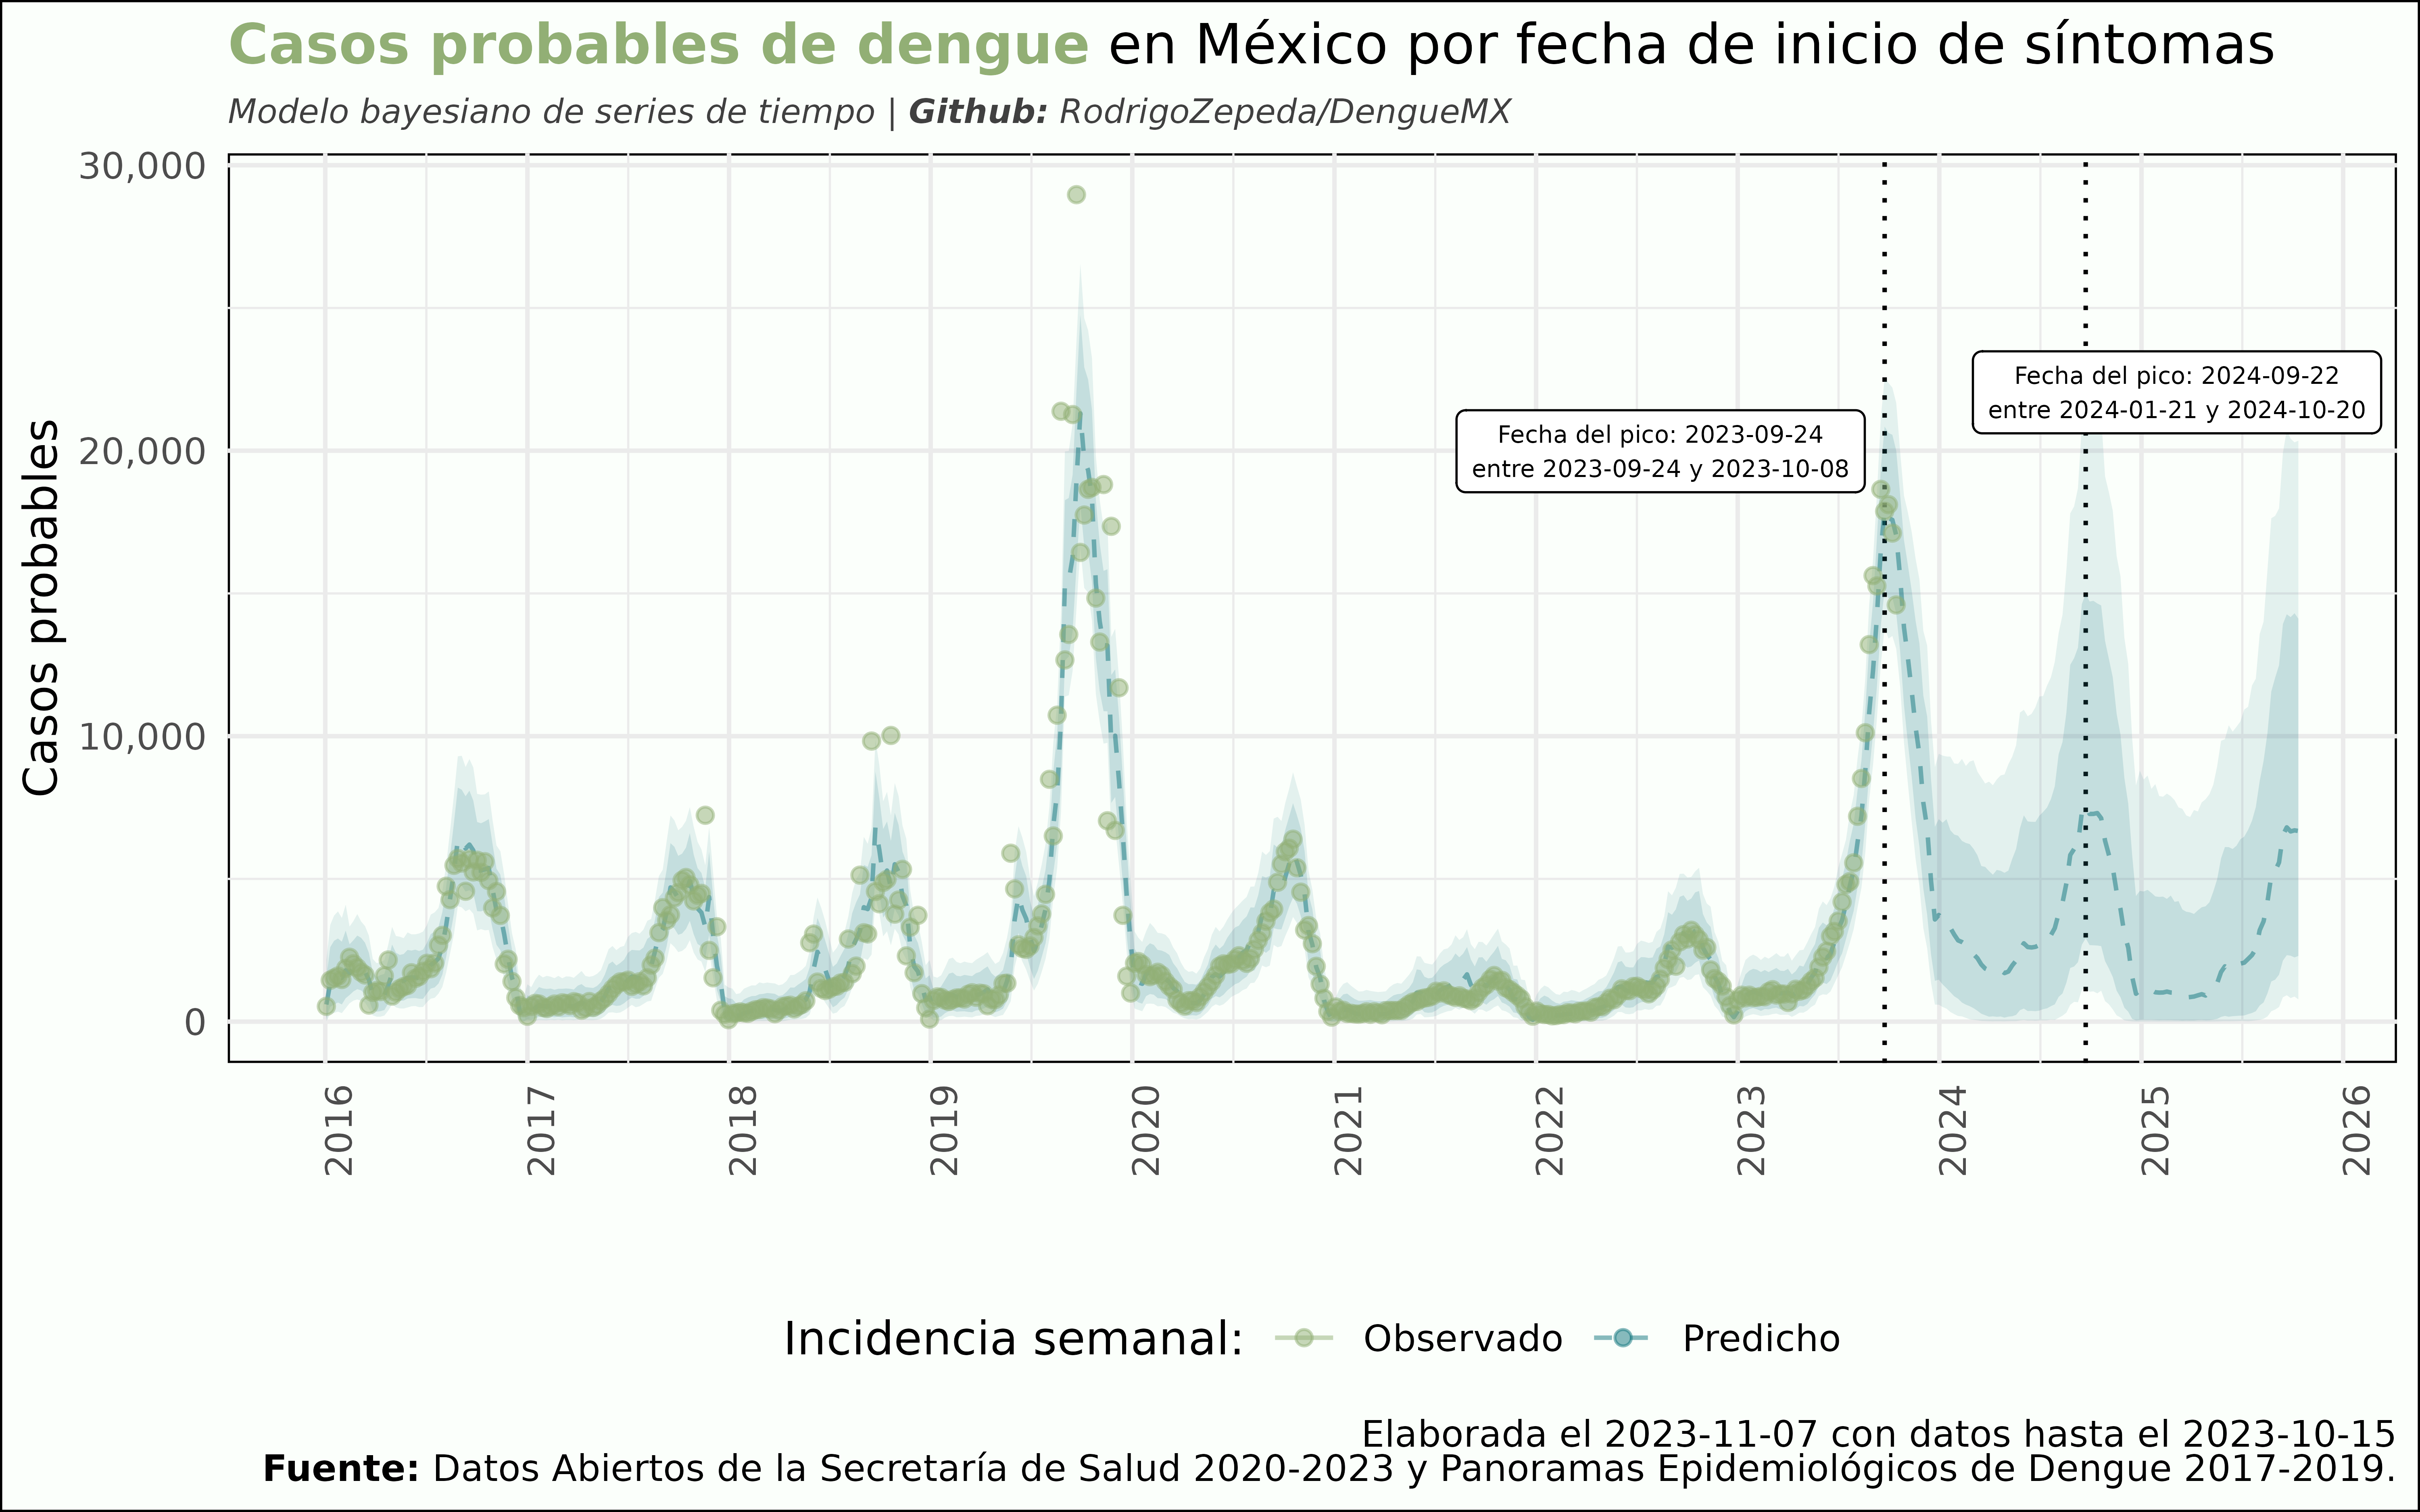 Casos probables de dengue en México por fecha de inicio de síntomas
Modelo bayesiano de series de tiempo | Github: RodrigoZepeda/DengueMX
Casos probables
30,000
20,000
10,000
0
Fecha del pico: 2023-09-24
entre 2023-09-24 y 2023-10-08
Fecha del pico: 2024-09-22
entre 2024-01-21 y 2024-10-20
2016
2017
2018
2019
2020
2021
2022
2023
2024
2025
2026
Incidencia semanal: Observado Predicho
Elaborada el 2023-11-07 con datos hasta el 2023-10-15
Fuente: Datos Abiertos de la Secretaría de Salud 2020-2023 y Panoramas Epidemiológicos de Dengue 2017-2019.